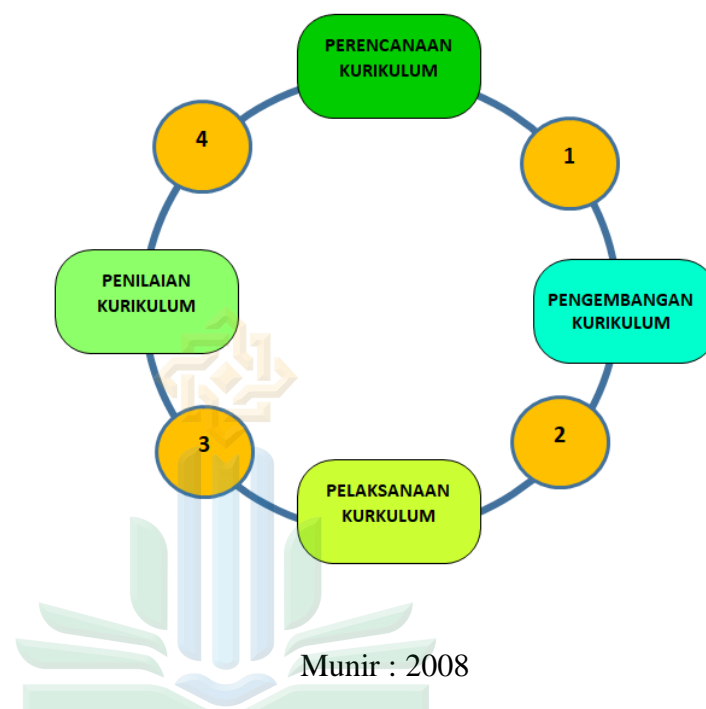 PERENCANAAN
KURIKULUM
4
1
PENILAIAN
KURIKULUM
PENGEMBANGAN
KURIKULUM
3
2
PELAKSANAAN
KURKULUM
Munir : 2008